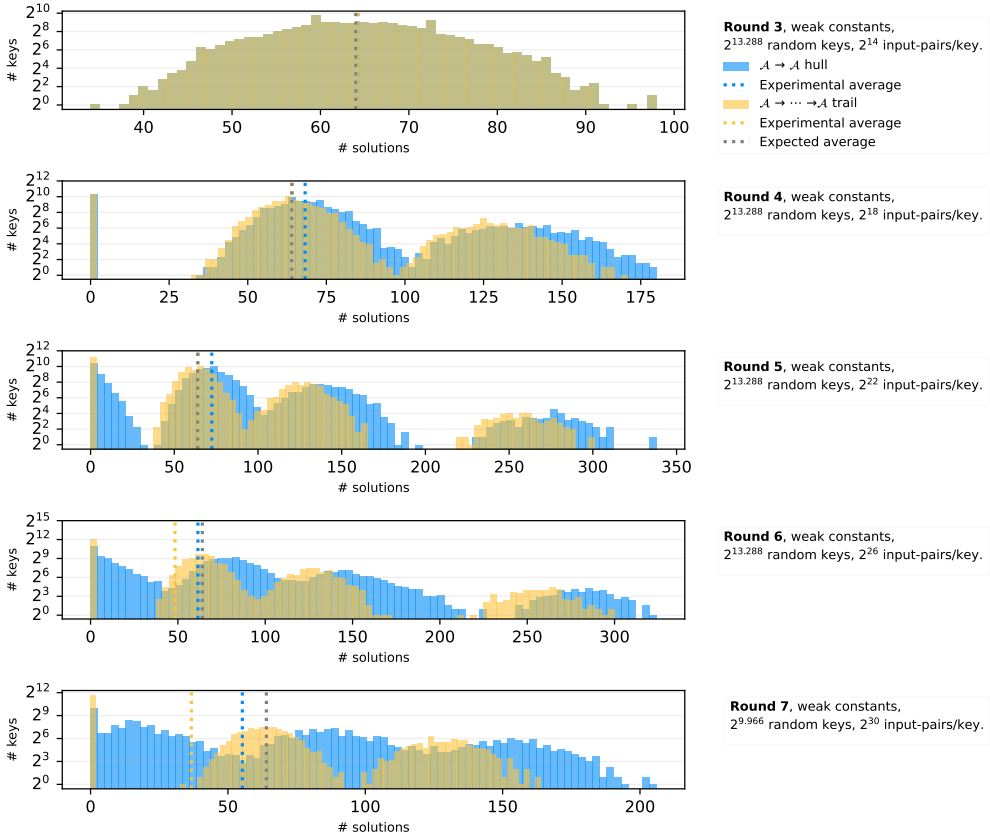 2^10
2^8
2^6
2^4
2^2
2^0
# keys
40
50
60
70
80
90
100
# solutions
Round 3, weak constants,
2^13.288 random keys, 2^14 input-pairs/key.
𝒜 → 𝒜 hull
Experimental average
𝒜 → ⋯ →𝒜 trail
Experimental average
Expected average
2^12
2^10
2^8
2^6
2^4
2^2
2^0
# keys
0
25
50
75
100
125
150
175
# solutions
Round 4, weak constants,
2^13.288 random keys, 2^18 input-pairs/key.
2^12
2^10
2^8
2^6
2^4
2^2
2^0
# keys
0
50
100
150
200
250
300
350
# solutions
Round 5, weak constants,
2^13.288 random keys, 2^22 input-pairs/key.
2^15
2^12
2^9
2^6
2^3
2^0
# keys
0
50
100
150
200
250
300
# solutions
Round 6, weak constants,
2^13.288 random keys, 2^26 input-pairs/key.
2^12
2^9
2^6
2^3
2^0
# keys
0
50
100
150
200
# solutions
Round 7, weak constants,
2^9.966 random keys, 2^30 input-pairs/key.